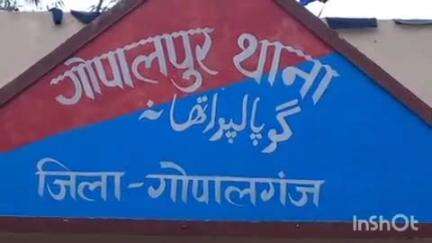 गोपालपुर थाना
گوپالپور تھانہ
जिला-गोपालगंज
InShOt